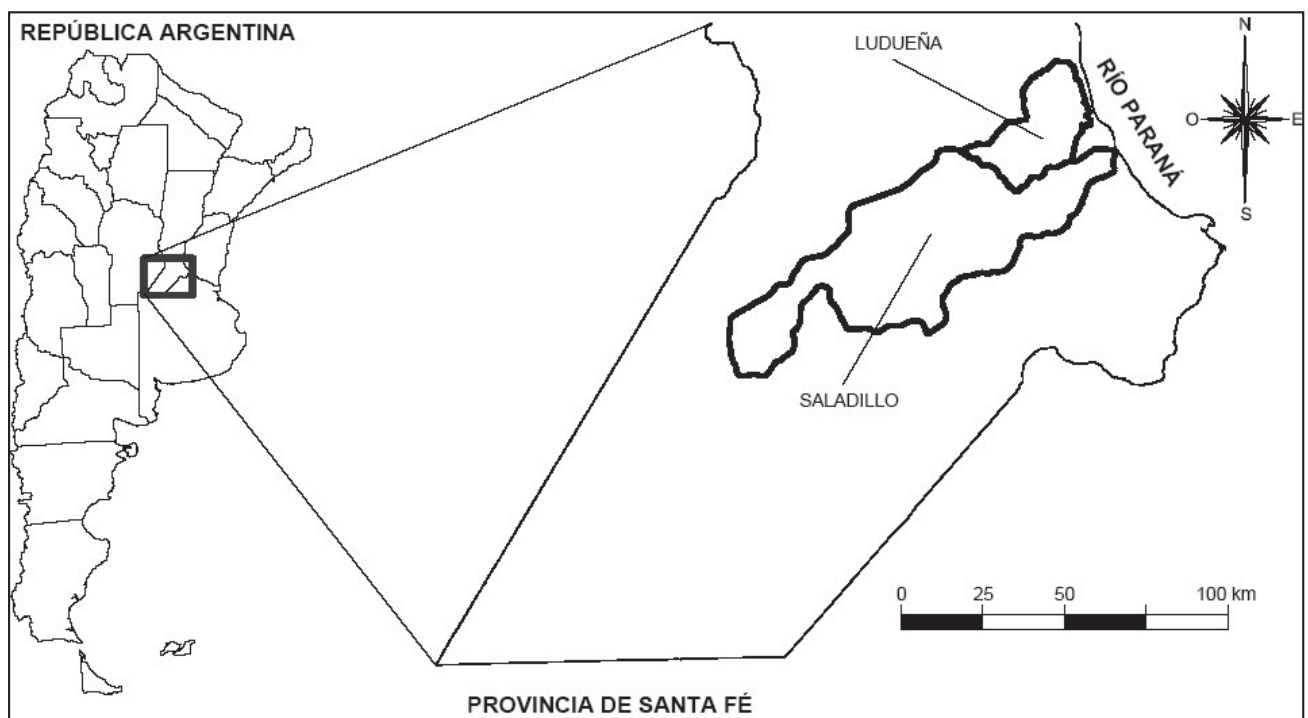 REPÚBLICA ARGENTINA
LUDUEÑA
RÍO PARANÁ
N
O
E
S
SALADILLO
0 25 50 100 km
PROVINCIA DE SANTA FÉ